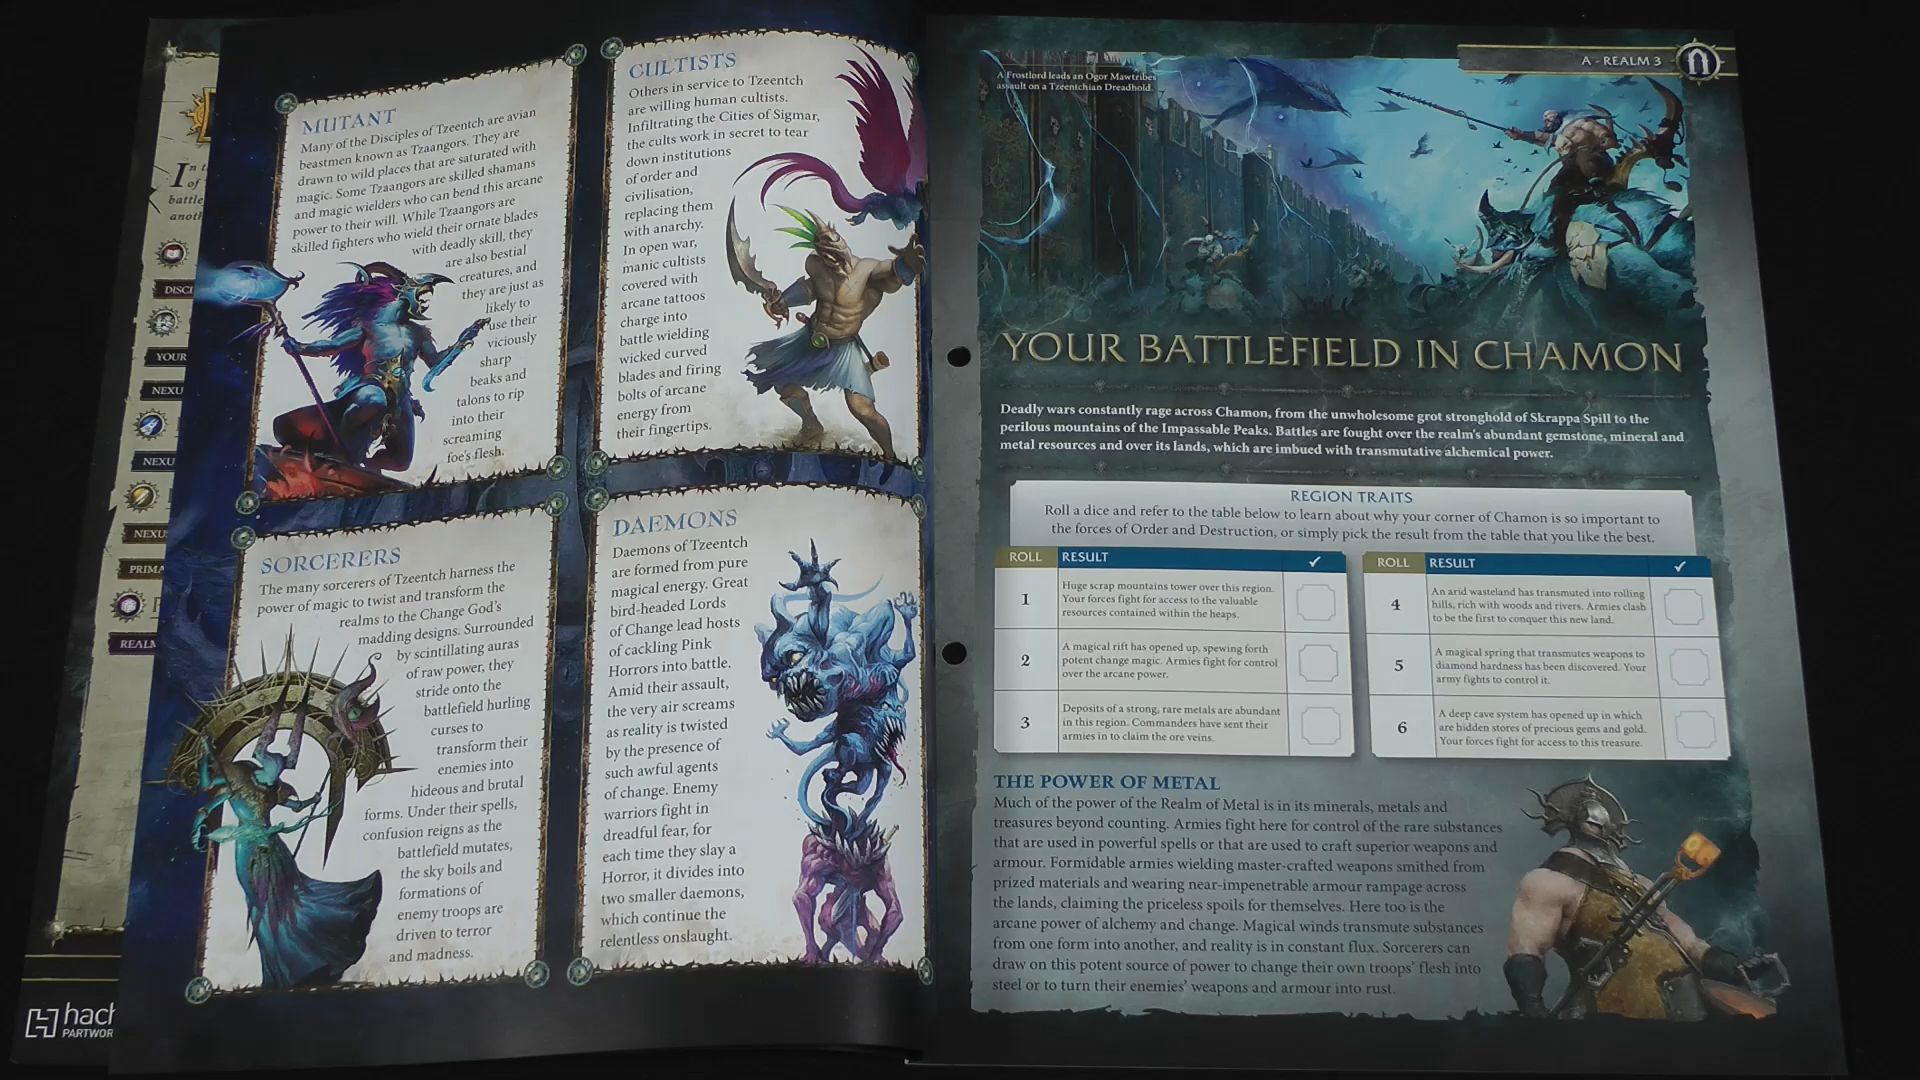 In t
of
battle
anoth
DISCI
YOUR
NEXU
NEXU
NEXU
PRIMA
REALM
hach
PARTWOR
MUTANT
Many of the Disciples of Tzeentch are avian
beastmen known as Tzaangors. They are
drawn to wild places that are saturated with
magic. Some Tzaangors are skilled shamans
and magic wielders who can bend this arcane
power to their will. While Tzaangors are
skilled fighters who wield their ornate blades
with deadly skill, they
are also bestial
creatures, and
they are just as
likely to
use their
viciously
sharp
beaks and
talons to rip
into their
screaming
foe's flesh.
CULTISTS
Others in service to Tzeentch
are willing human cultists.
Infiltrating the Cities of Sigmar,
the cults work in secret to tear
down institutions
of order and
civilisation,
replacing them
with anarchy.
In open war,
manic cultists
covered with
arcane tattoos
charge into
battle wielding
wicked curved
blades and firing
bolts of arcane
energy from
their fingertips.
SORCERERS
The many sorcerers of Tzeentch harness the
power of magic to twist and transform the
realms to the Change God's
madding designs. Surrounded
by scintillating auras
of raw power, they
stride onto the
battlefield hurling
curses to
transform their
enemies into
hideous and brutal
forms. Under their spells,
confusion reigns as the
battlefield mutates,
the sky boils and
formations of
enemy troops are
driven to terror
and madness.
DAEMONS
Daemons of Tzeentch
are formed from pure
magical energy. Great
bird-headed Lords
of Change lead hosts
of cackling Pink
Horrors into battle.
Amid their assault,
the very air screams
as reality is twisted
by the presence of
such awful agents
of change. Enemy
warriors fight in
dreadful fear, for
each time they slay a
Horror, it divides into
two smaller daemons,
which continue the
relentless onslaught.
A - REALM 3
A Frostlord leads an Ogor Mawtribes
assault on a Tzeentchian Dreadhold.
YOUR BATTLEFIELD IN CHAMON
Deadly wars constantly rage across Chamon, from the unwholesome grot stronghold of Skrappa Spill to the
perilous mountains of the Impassable Peaks. Battles are fought over the realm's abundant gemstone, mineral and
metal resources and over its lands, which are imbued with transmutative alchemical power.
REGION TRAITS
Roll a dice and refer to the table below to learn about why your corner of Chamon is so important to
the forces of Order and Destruction, or simply pick the result from the table that you like the best.
ROLL RESULT ✓
1 Huge scrap mountains tower over this region.
Your forces fight for access to the valuable
resources contained within the heaps.
2 A magical rift has opened up, spewing forth
potent change magic. Armies fight for control
over the arcane power.
3 Deposits of a strong, rare metals are abundant
in this region. Commanders have sent their
armies in to claim the ore veins.
ROLL RESULT ✓
4 An arid wasteland has transmuted into rolling
hills, rich with woods and rivers. Armies clash
to be the first to conquer this new land.
5 A magical spring that transmutes weapons to
diamond hardness has been discovered. Your
army fights to control it.
6 A deep cave system has opened up in which
are hidden stores of precious gems and gold.
Your forces fight for access to this treasure.
THE POWER OF METAL
Much of the power of the Realm of Metal is in its minerals, metals and
treasures beyond counting. Armies fight here for control of the rare substances
that are used in powerful spells or that are used to craft superior weapons and
armour. Formidable armies wielding master-crafted weapons smithed from
prized materials and wearing near-impenetrable armour rampage across
the lands, claiming the priceless spoils for themselves. Here too is the
arcane power of alchemy and change. Magical winds transmute substances
from one form into another, and reality is in constant flux. Sorcerers can
draw on this potent source of power to change their own troops' flesh into
steel or to turn their enemies' weapons and armour into rust.